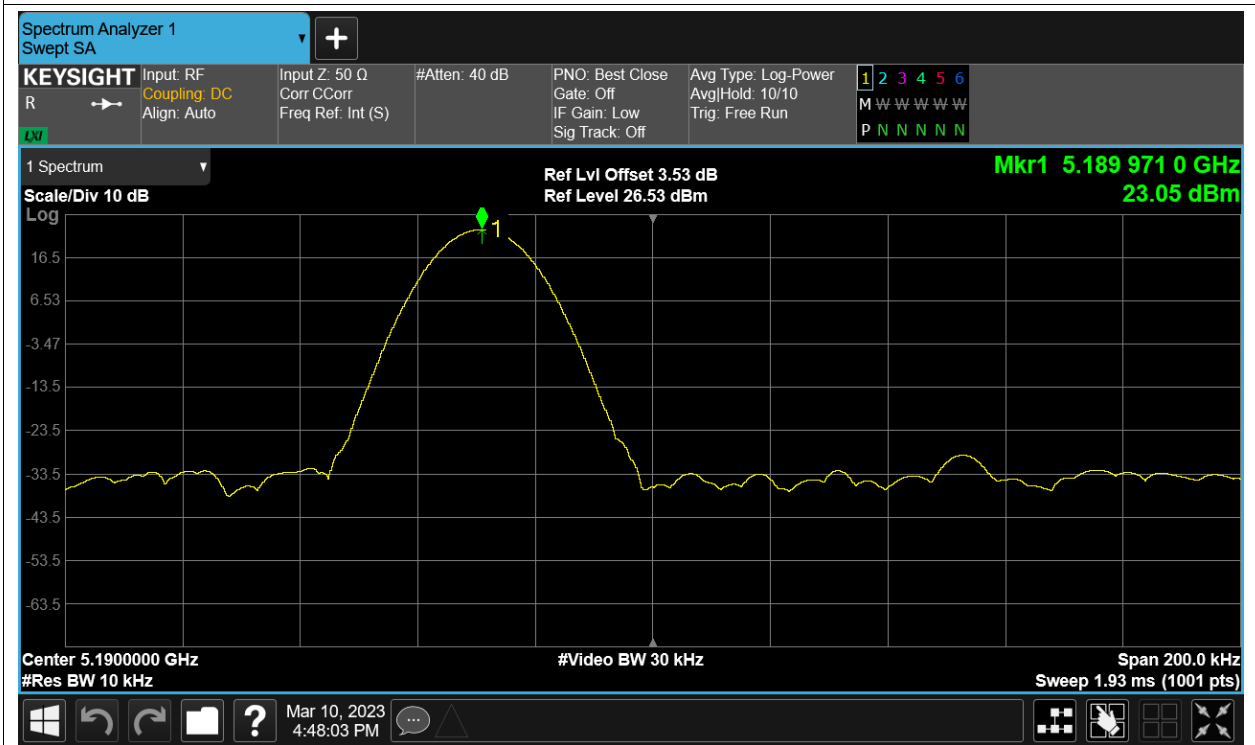 Spectrum Analyzer 1
Swept SA
KEYSIGHT
R
LXI
Input: RF
Coupling: DC
Align: Auto
Input Z: 50 Ω
Corr CCorr
Freq Ref: Int (S)
#Atten: 40 dB
PNO: Best Close
Gate: Off
IF Gain: Low
Sig Track: Off
Avg Type: Log-Power
Avg|Hold: 10/10
Trig: Free Run
1 2 3 4 5 6
M W W W W W W
P N N N N N N
1 Spectrum
Scale/Div 10 dB
Log
Ref Lvl Offset 3.53 dB
Ref Level 26.53 dBm
Mkr1 5.189 971 0 GHz
23.05 dBm
1
16.5
6.53
-3.47
-13.5
-23.5
-33.5
-43.5
-53.5
-63.5
Center 5.1900000 GHz
#Res BW 10 kHz
#Video BW 30 kHz
Span 200.0 kHz
Sweep 1.93 ms (1001 pts)
?
Mar 10, 2023
4:48:03 PM